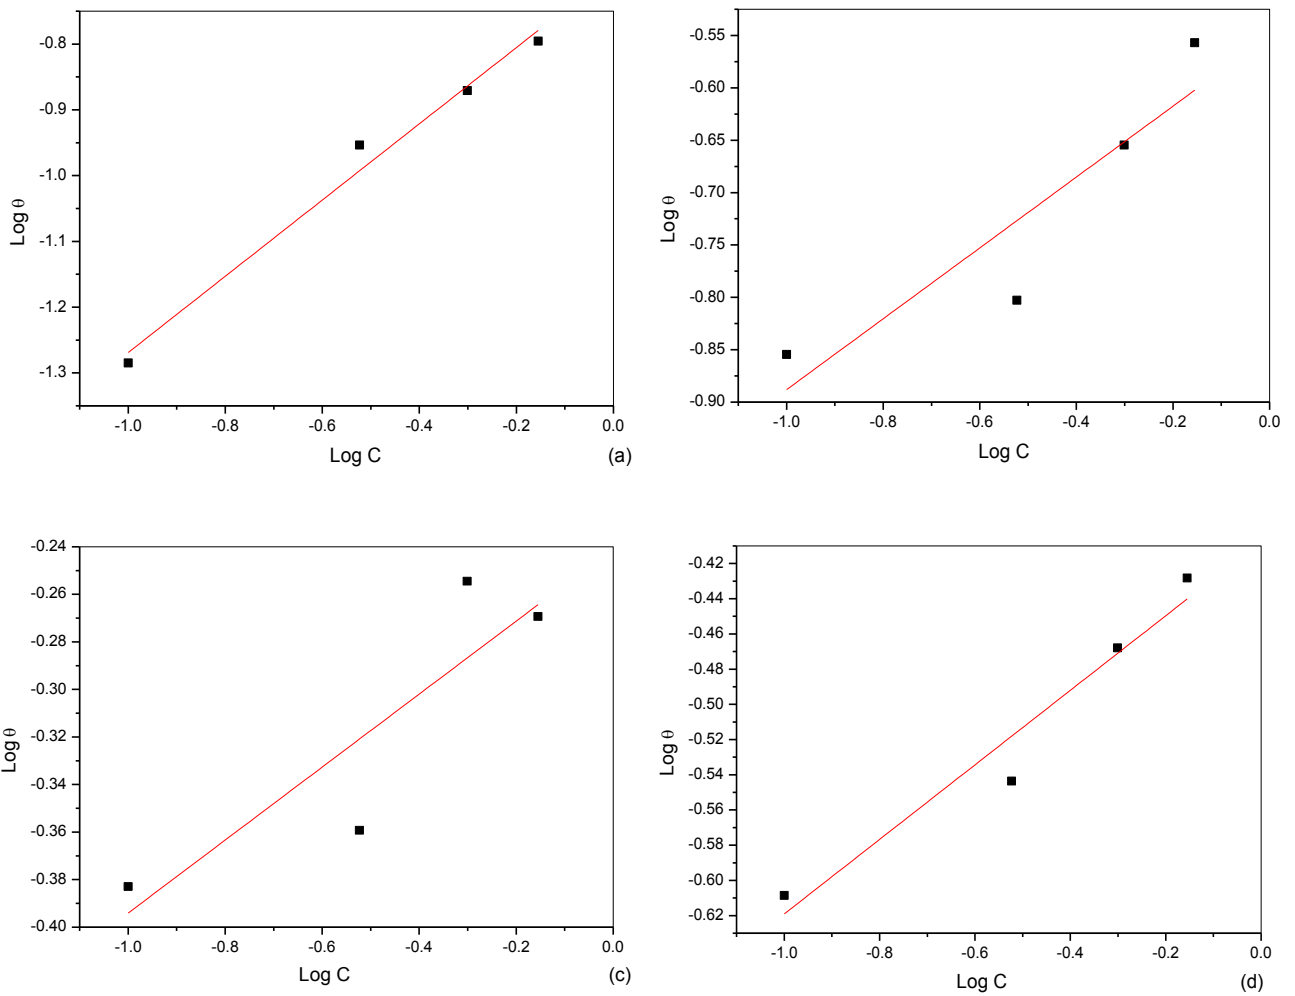 -0.8
-0.9
-1.0
-1.1
-1.2
-1.3
Log θ
-1.0 -0.8 -0.6 -0.4 -0.2 0.0
Log C
(a)
-0.55
-0.60
-0.65
-0.70
-0.75
-0.80
-0.85
-0.90
Log θ
-1.0 -0.8 -0.6 -0.4 -0.2 0.0
Log C
-0.24
-0.26
-0.28
-0.30
-0.32
-0.34
-0.36
-0.38
-0.40
Log θ
-1.0 -0.8 -0.6 -0.4 -0.2 0.0
Log C
(c)
-0.42
-0.44
-0.46
-0.48
-0.50
-0.52
-0.54
-0.56
-0.58
-0.60
-0.62
Log θ
-1.0 -0.8 -0.6 -0.4 -0.2 0.0
Log C
(d)